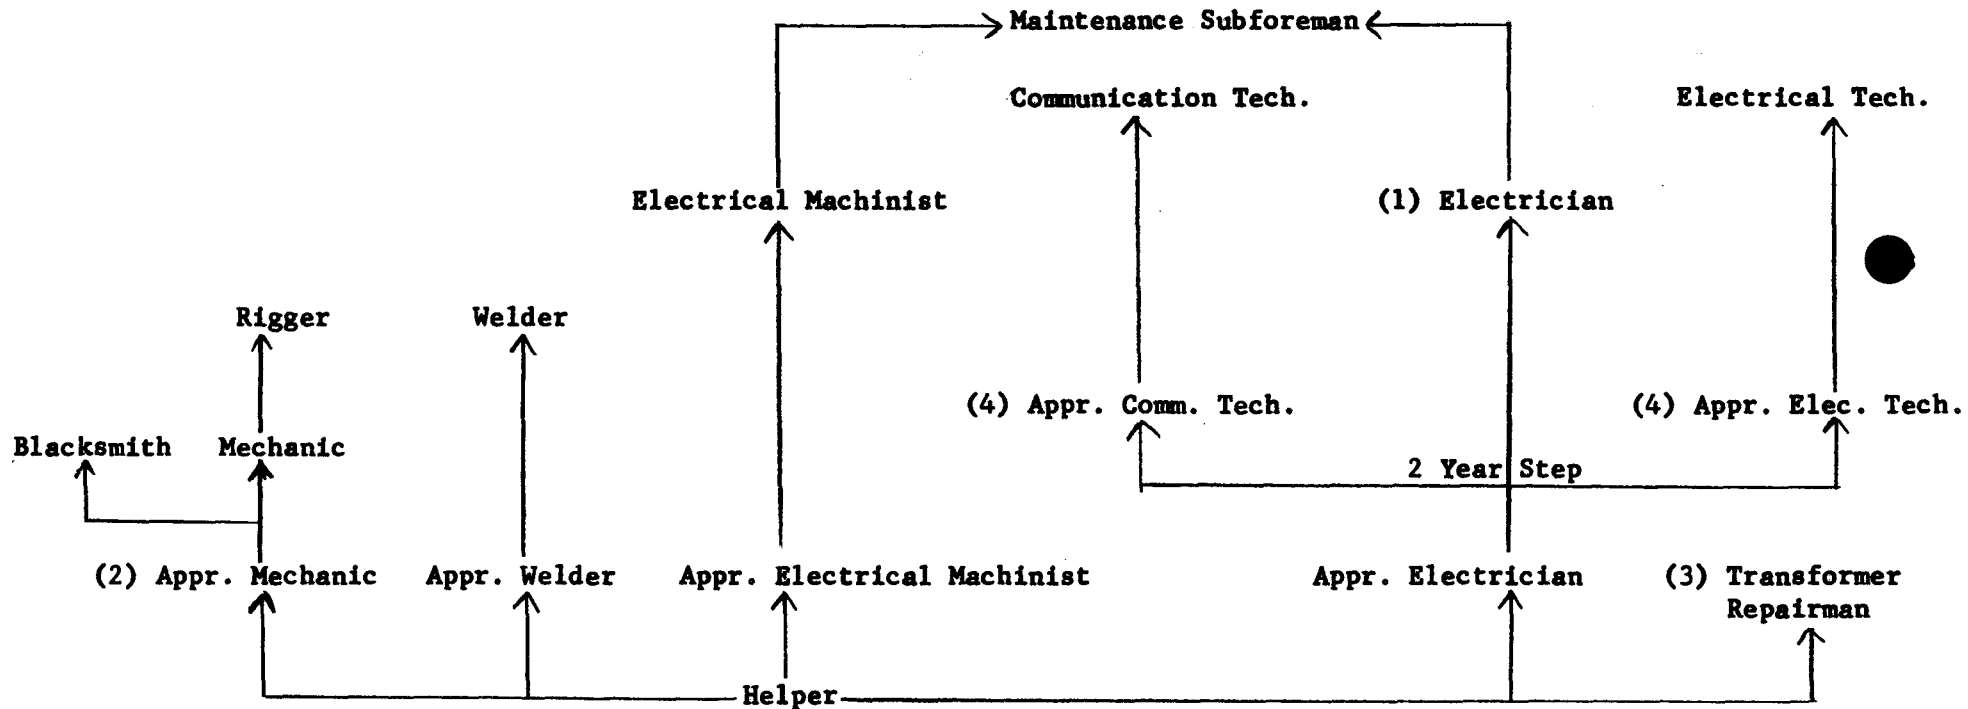 Maintenance Subforeman
Communication Tech.
Electrical Tech.
Electrical Machinist
(1) Electrician
Rigger
Welder
(4) Appr. Comm. Tech.
(4) Appr. Elec. Tech.
Blacksmith
Mechanic
2 Year Step
(2) Appr. Mechanic
Appr. Welder
Appr. Electrical Machinist
Appr. Electrician
(3) Transformer
Repairman
Helper